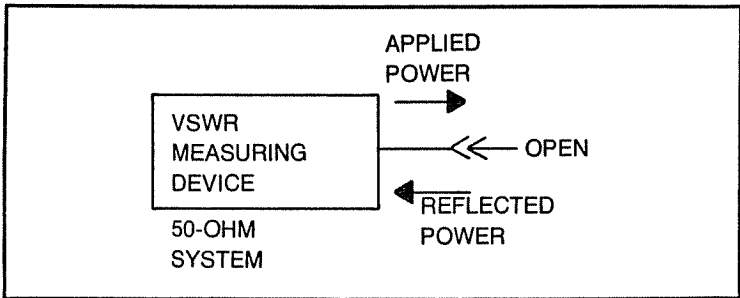 APPLIED
POWER
VSWR
MEASURING
DEVICE
OPEN
REFLECTED
POWER
50-OHM
SYSTEM